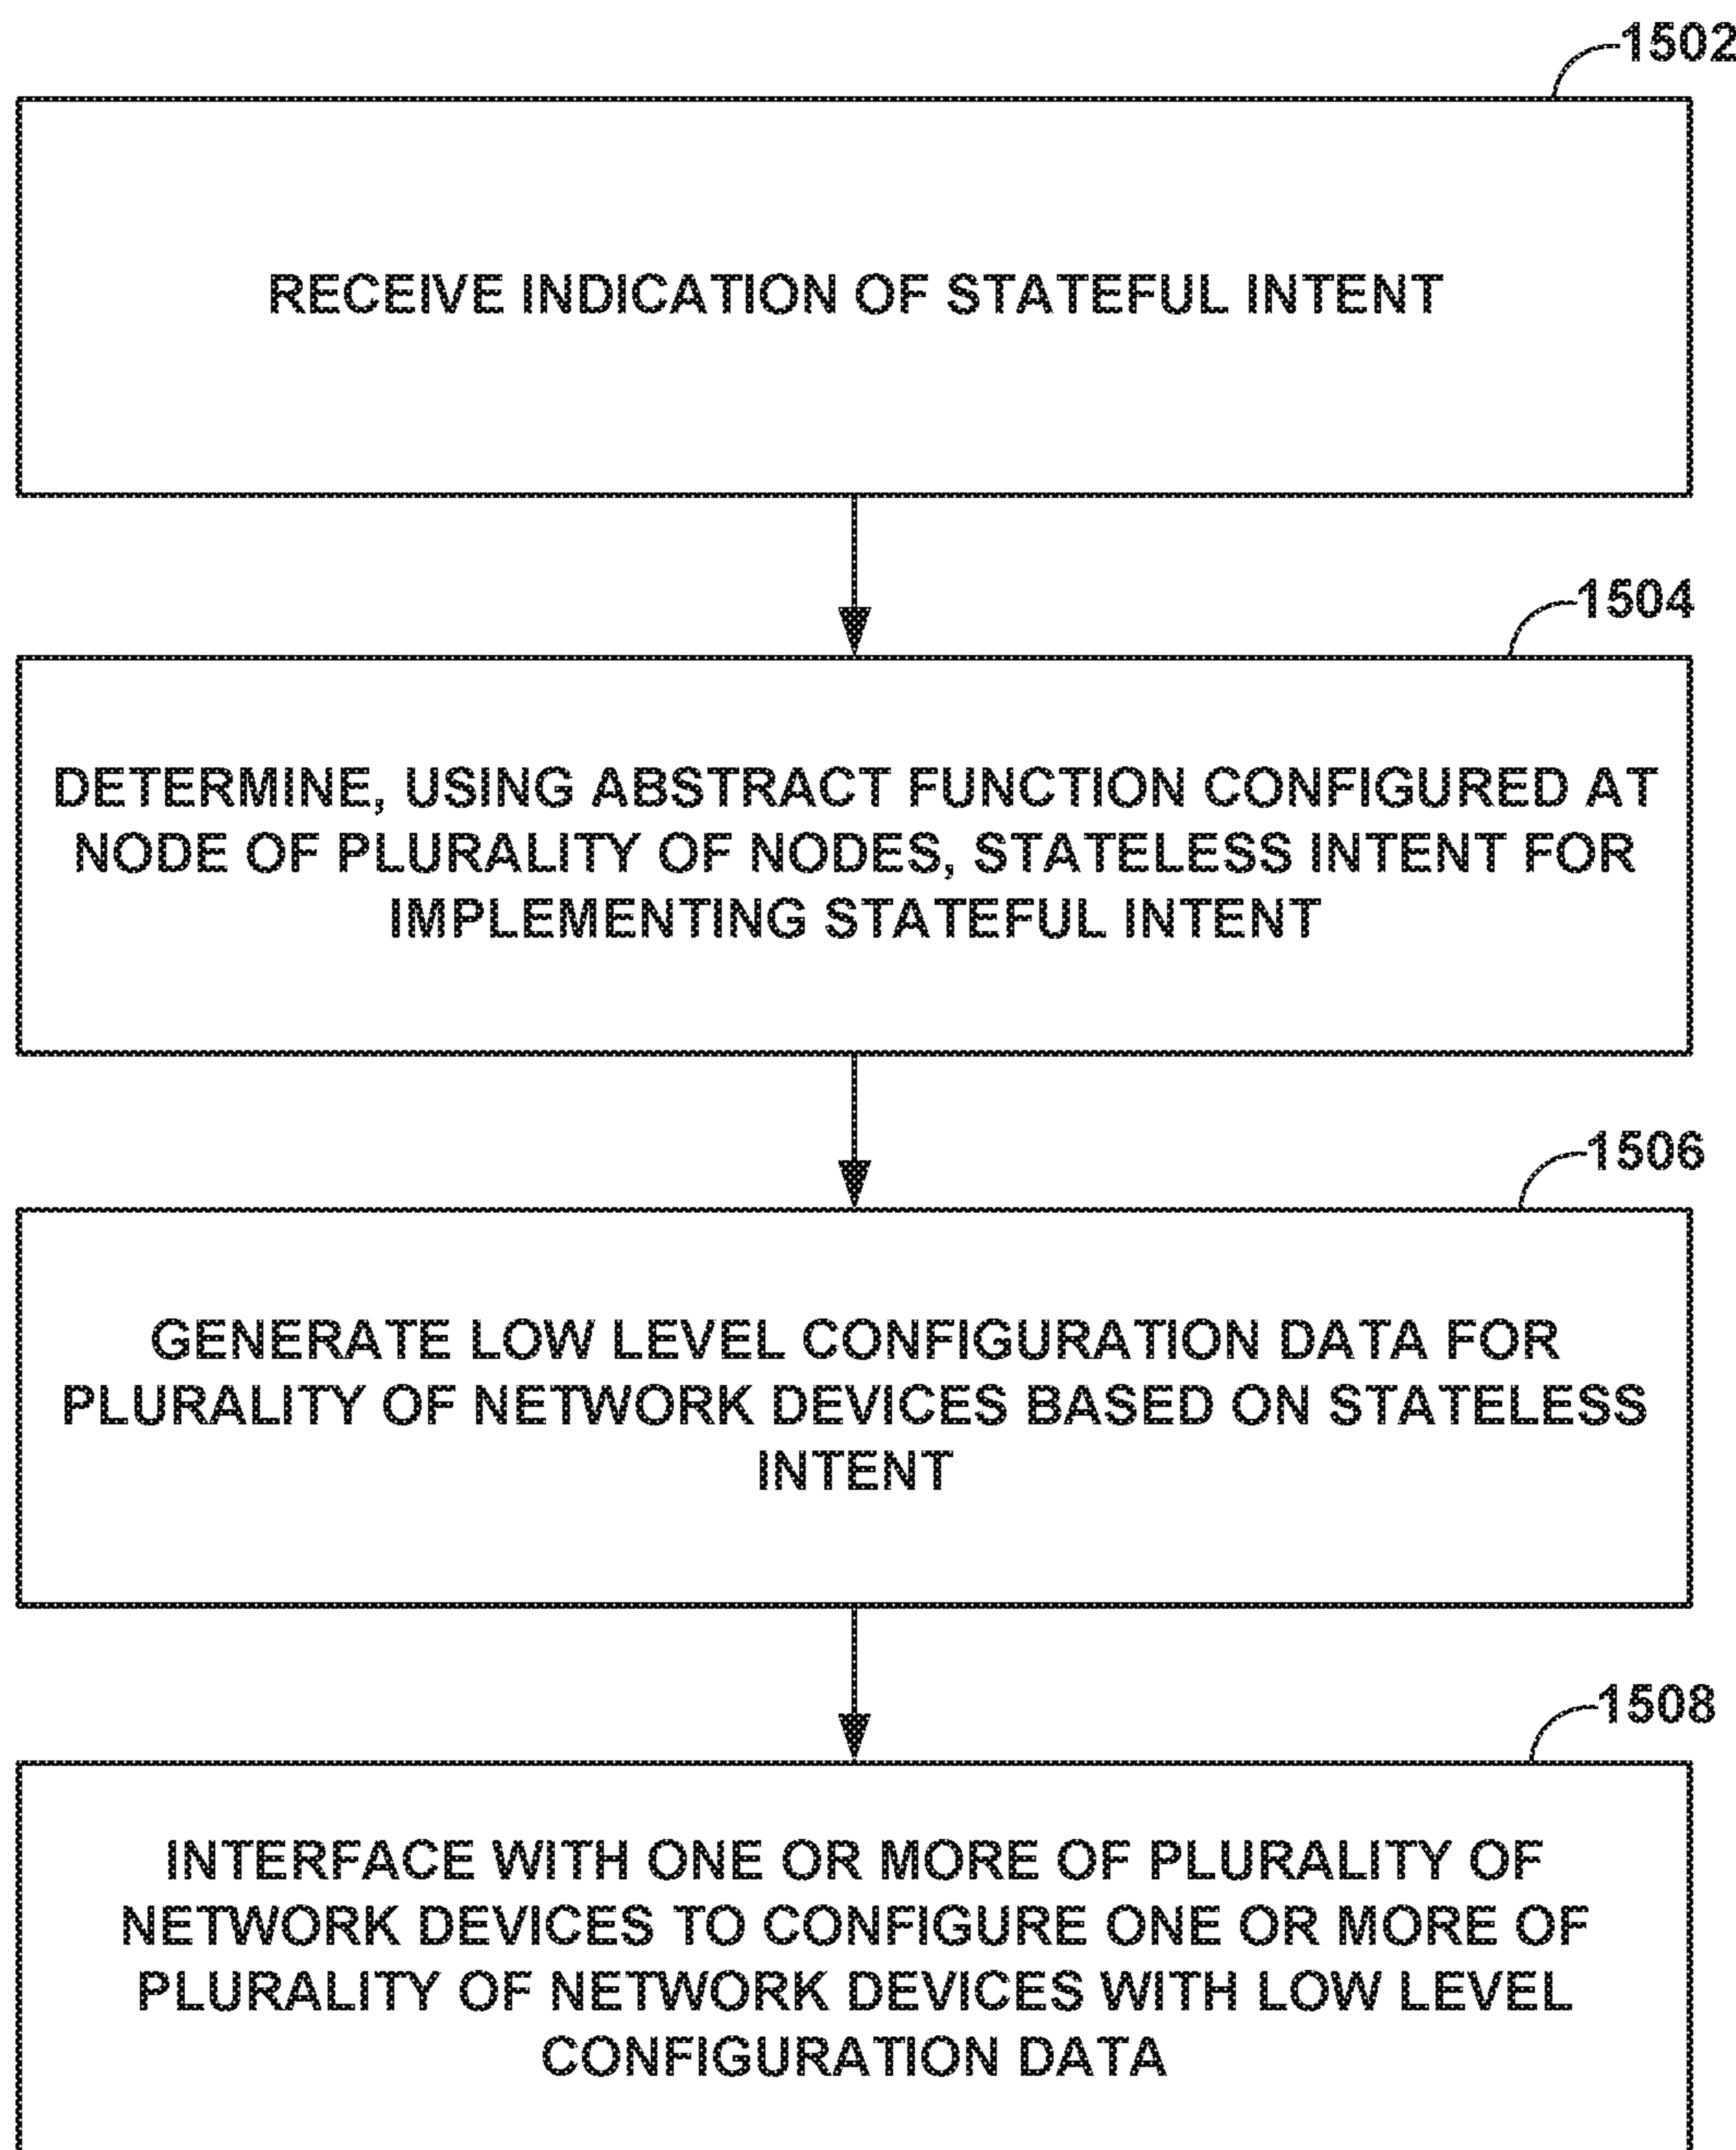 1502
RECEIVE INDICATION OF STATEFUL INTENT
1504
DETERMINE, USING ABSTRACT FUNCTION CONFIGURED AT
NODE OF PLURALITY OF NODES, STATELESS INTENT FOR
IMPLEMENTING STATEFUL INTENT
1506
GENERATE LOW LEVEL CONFIGURATION DATA FOR
PLURALITY OF NETWORK DEVICES BASED ON STATELESS
INTENT
1508
INTERFACE WITH ONE OR MORE OF PLURALITY OF
NETWORK DEVICES TO CONFIGURE ONE OR MORE OF
PLURALITY OF NETWORK DEVICES WITH LOW LEVEL
CONFIGURATION DATA